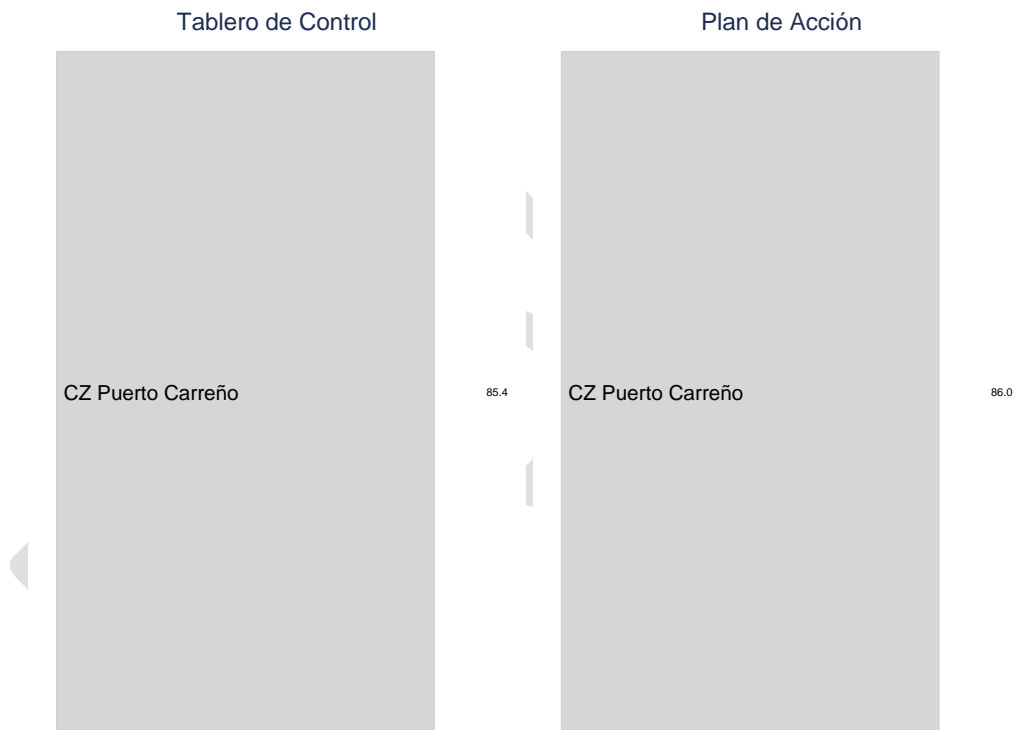 Tablero de Control
CZ Puerto Carreño 85.4
Plan de Acción
CZ Puerto Carreño 86.0